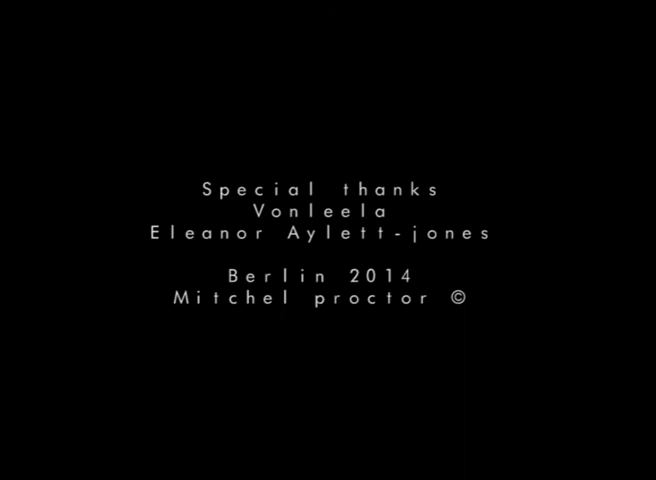 Special thanks
Vonleela
Eleanor Aylett-jones
Berlin 2014
Mitchel proctor ©